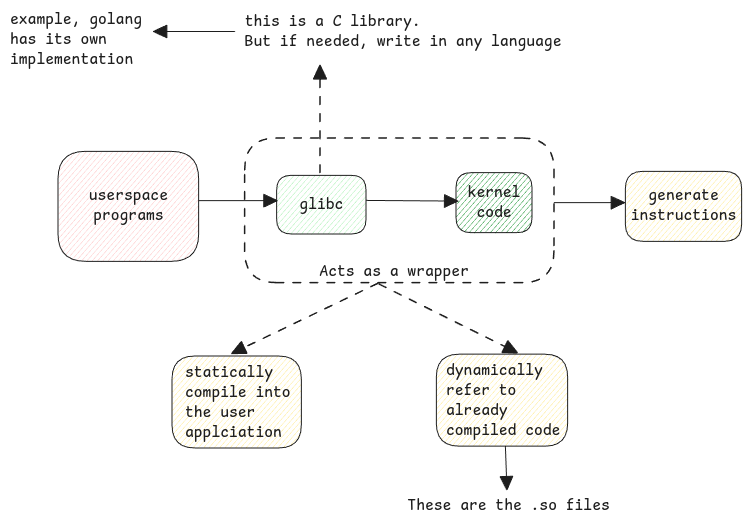 example, golang
has its own
implementation
this is a C library.
But if needed, write in any language
userspace
programs
glibc
kernel
code
generate
instructions
Acts as a wrapper
statically
compile into
the user
applciation
dynamically
refer to
already
compiled code
These are the .so files